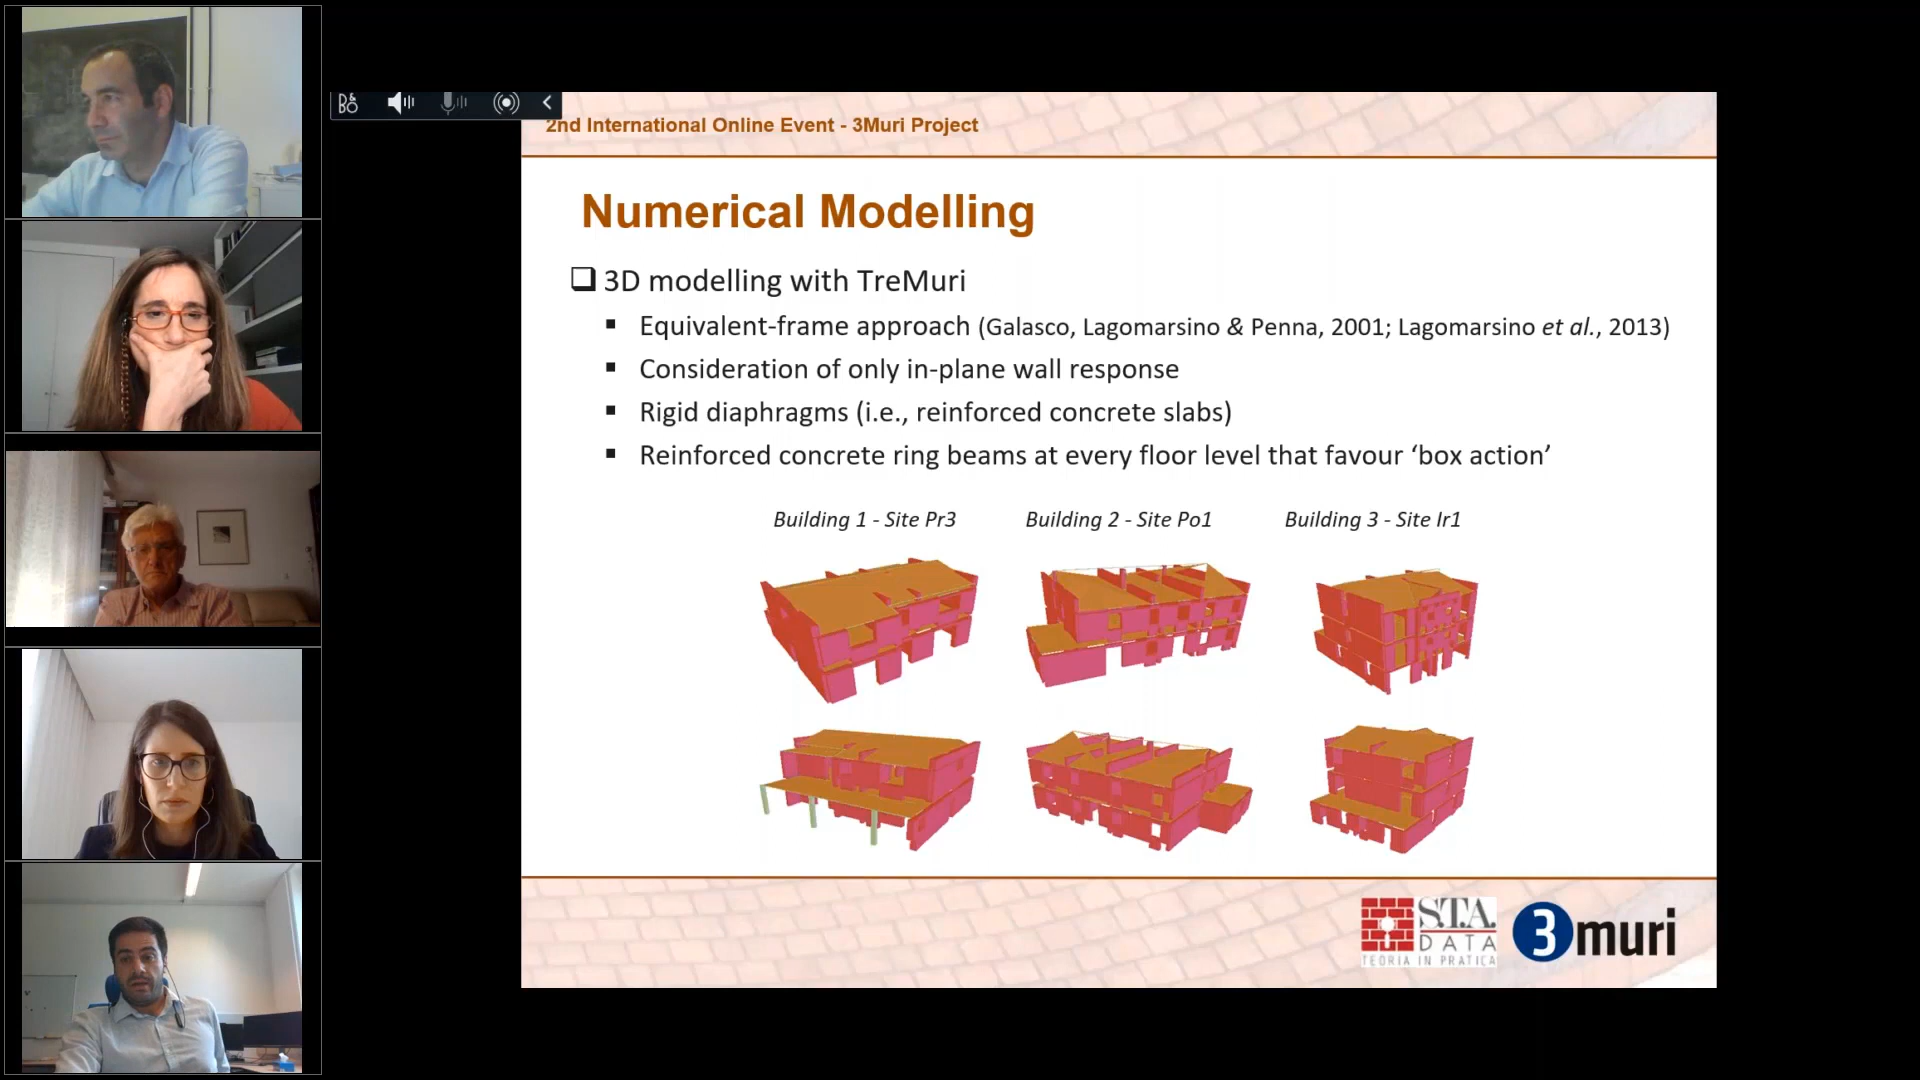 2nd International Online Event - 3Muri Project
Numerical Modelling
3D modelling with TreMuri
Equivalent-frame approach (Galasco, Lagomarsino & Penna, 2001; Lagomarsino et al., 2013)
Consideration of only in-plane wall response
Rigid diaphragms (i.e., reinforced concrete slabs)
Reinforced concrete ring beams at every floor level that favour ‘box action’
Building 1 - Site Pr3
Building 2 - Site Po1
Building 3 - Site Ir1
S.T.A.
DATA
TEORIA IN PRATICA
3muri